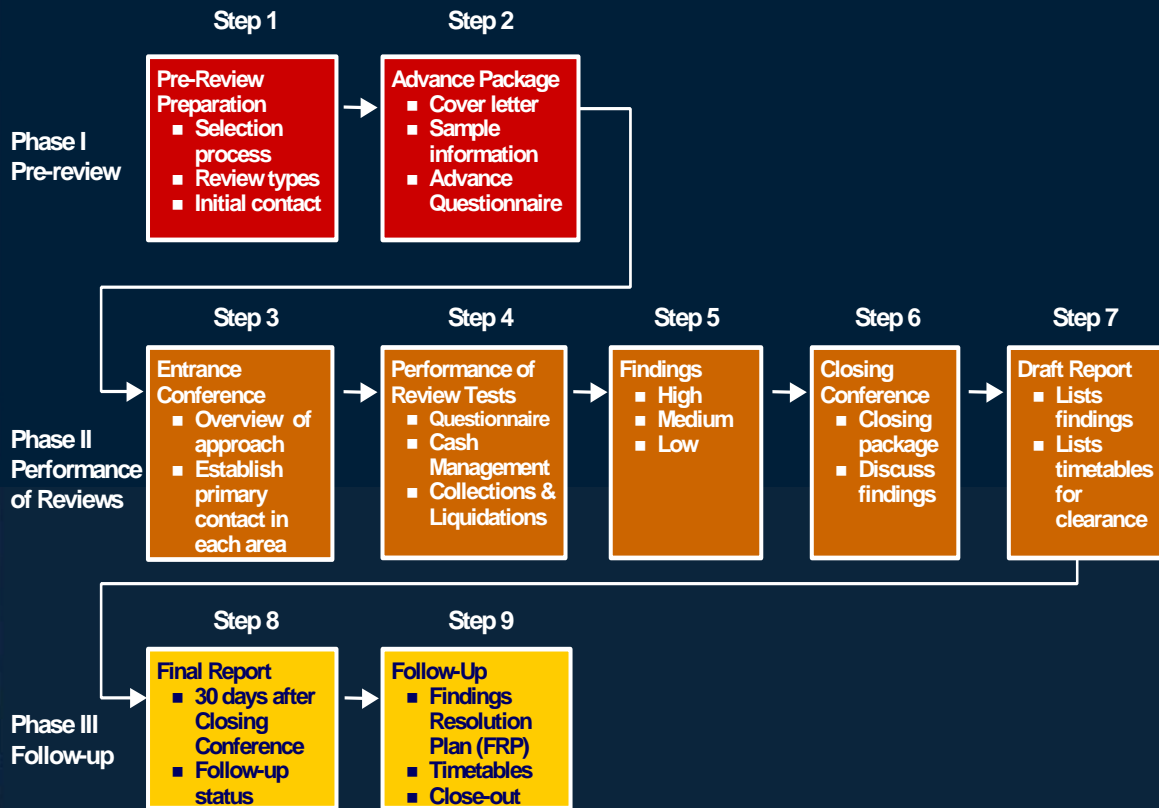 Step 1
Step 2
Phase I
Pre-review
Pre-Review
Preparation
■ Selection
process
■ Review types
■ Initial contact
Advance Package
■ Cover letter
■ Sample
information
■ Advance
Questionnaire
Step 3
Step 4
Step 5
Step 6
Step 7
Phase II
Performance
of Reviews
Entrance
Conference
■ Overview of
approach
■ Establish
primary
contact in
each area
Performance of
Review Tests
■ Questionnaire
■ Cash
Management
■ Collections &
Liquidations
Findings
■ High
■ Medium
■ Low
Closing
Conference
■ Closing
package
■ Discuss
findings
Draft Report
■ Lists
findings
■ Lists
timetables
for
clearance
Step 8
Step 9
Phase III
Follow-up
Final Report
■ 30 days after
Closing
Conference
■ Follow-up
status
Follow-Up
■ Findings
Resolution
Plan (FRP)
■ Timetables
■ Close-out